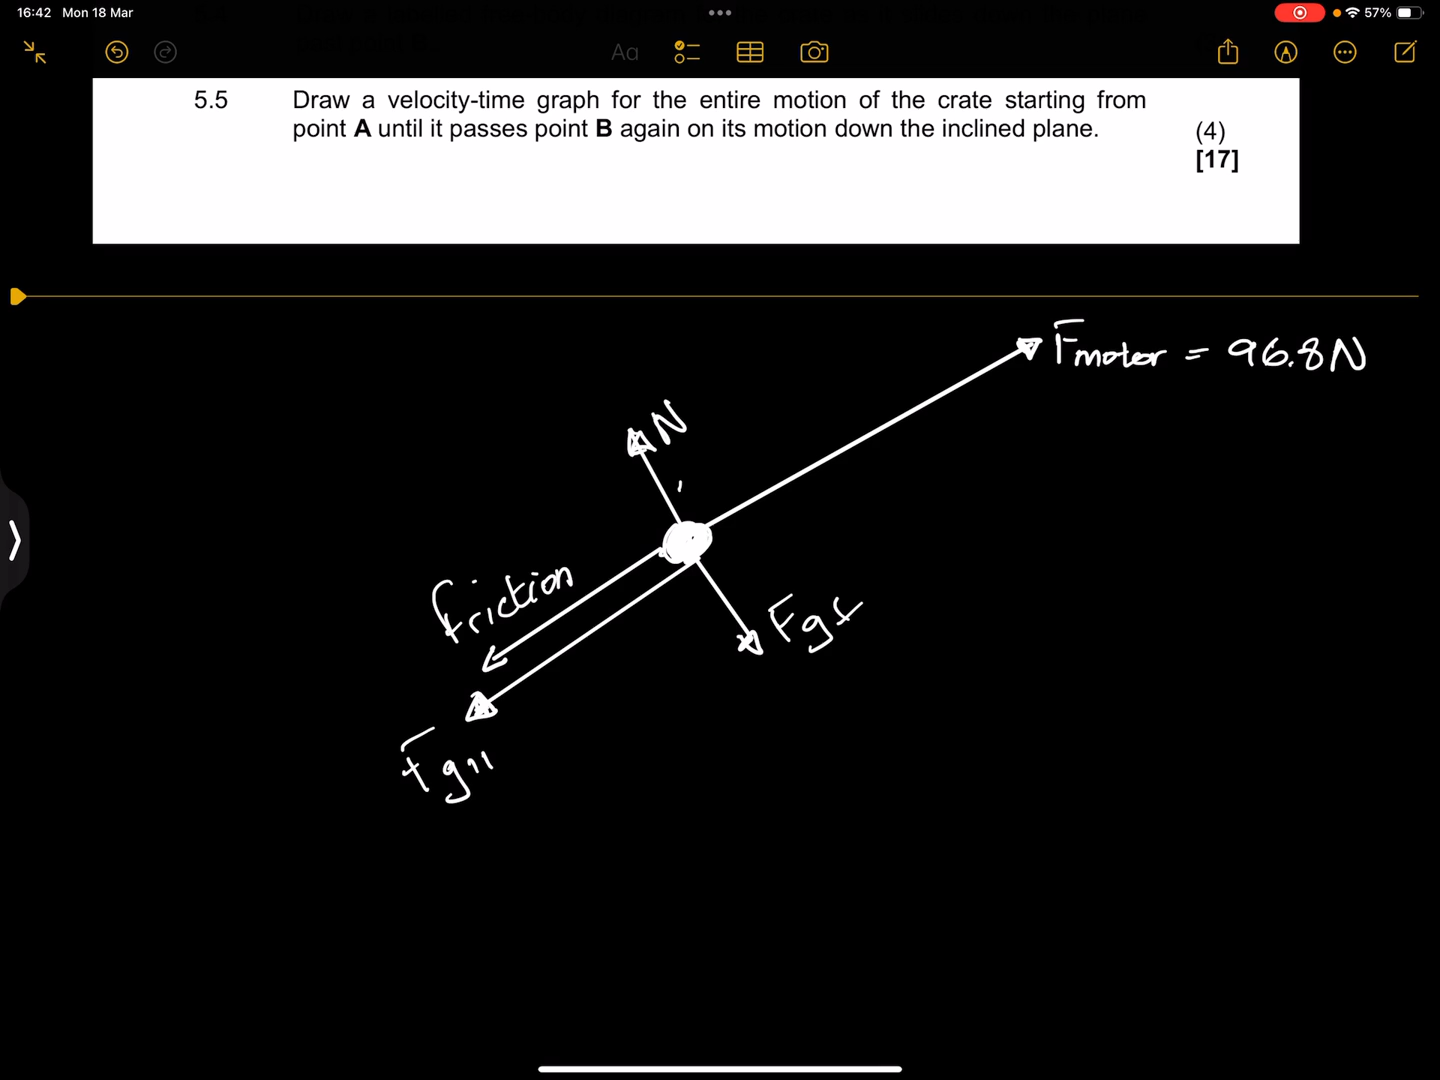 16:42 Mon 18 Mar
57%
Aa
5.5 Draw a velocity-time graph for the entire motion of the crate starting from
point A until it passes point B again on its motion down the inclined plane. (4)
[17]
Fmotor = 96.8N
N
friction
Fg⊥
Fg||